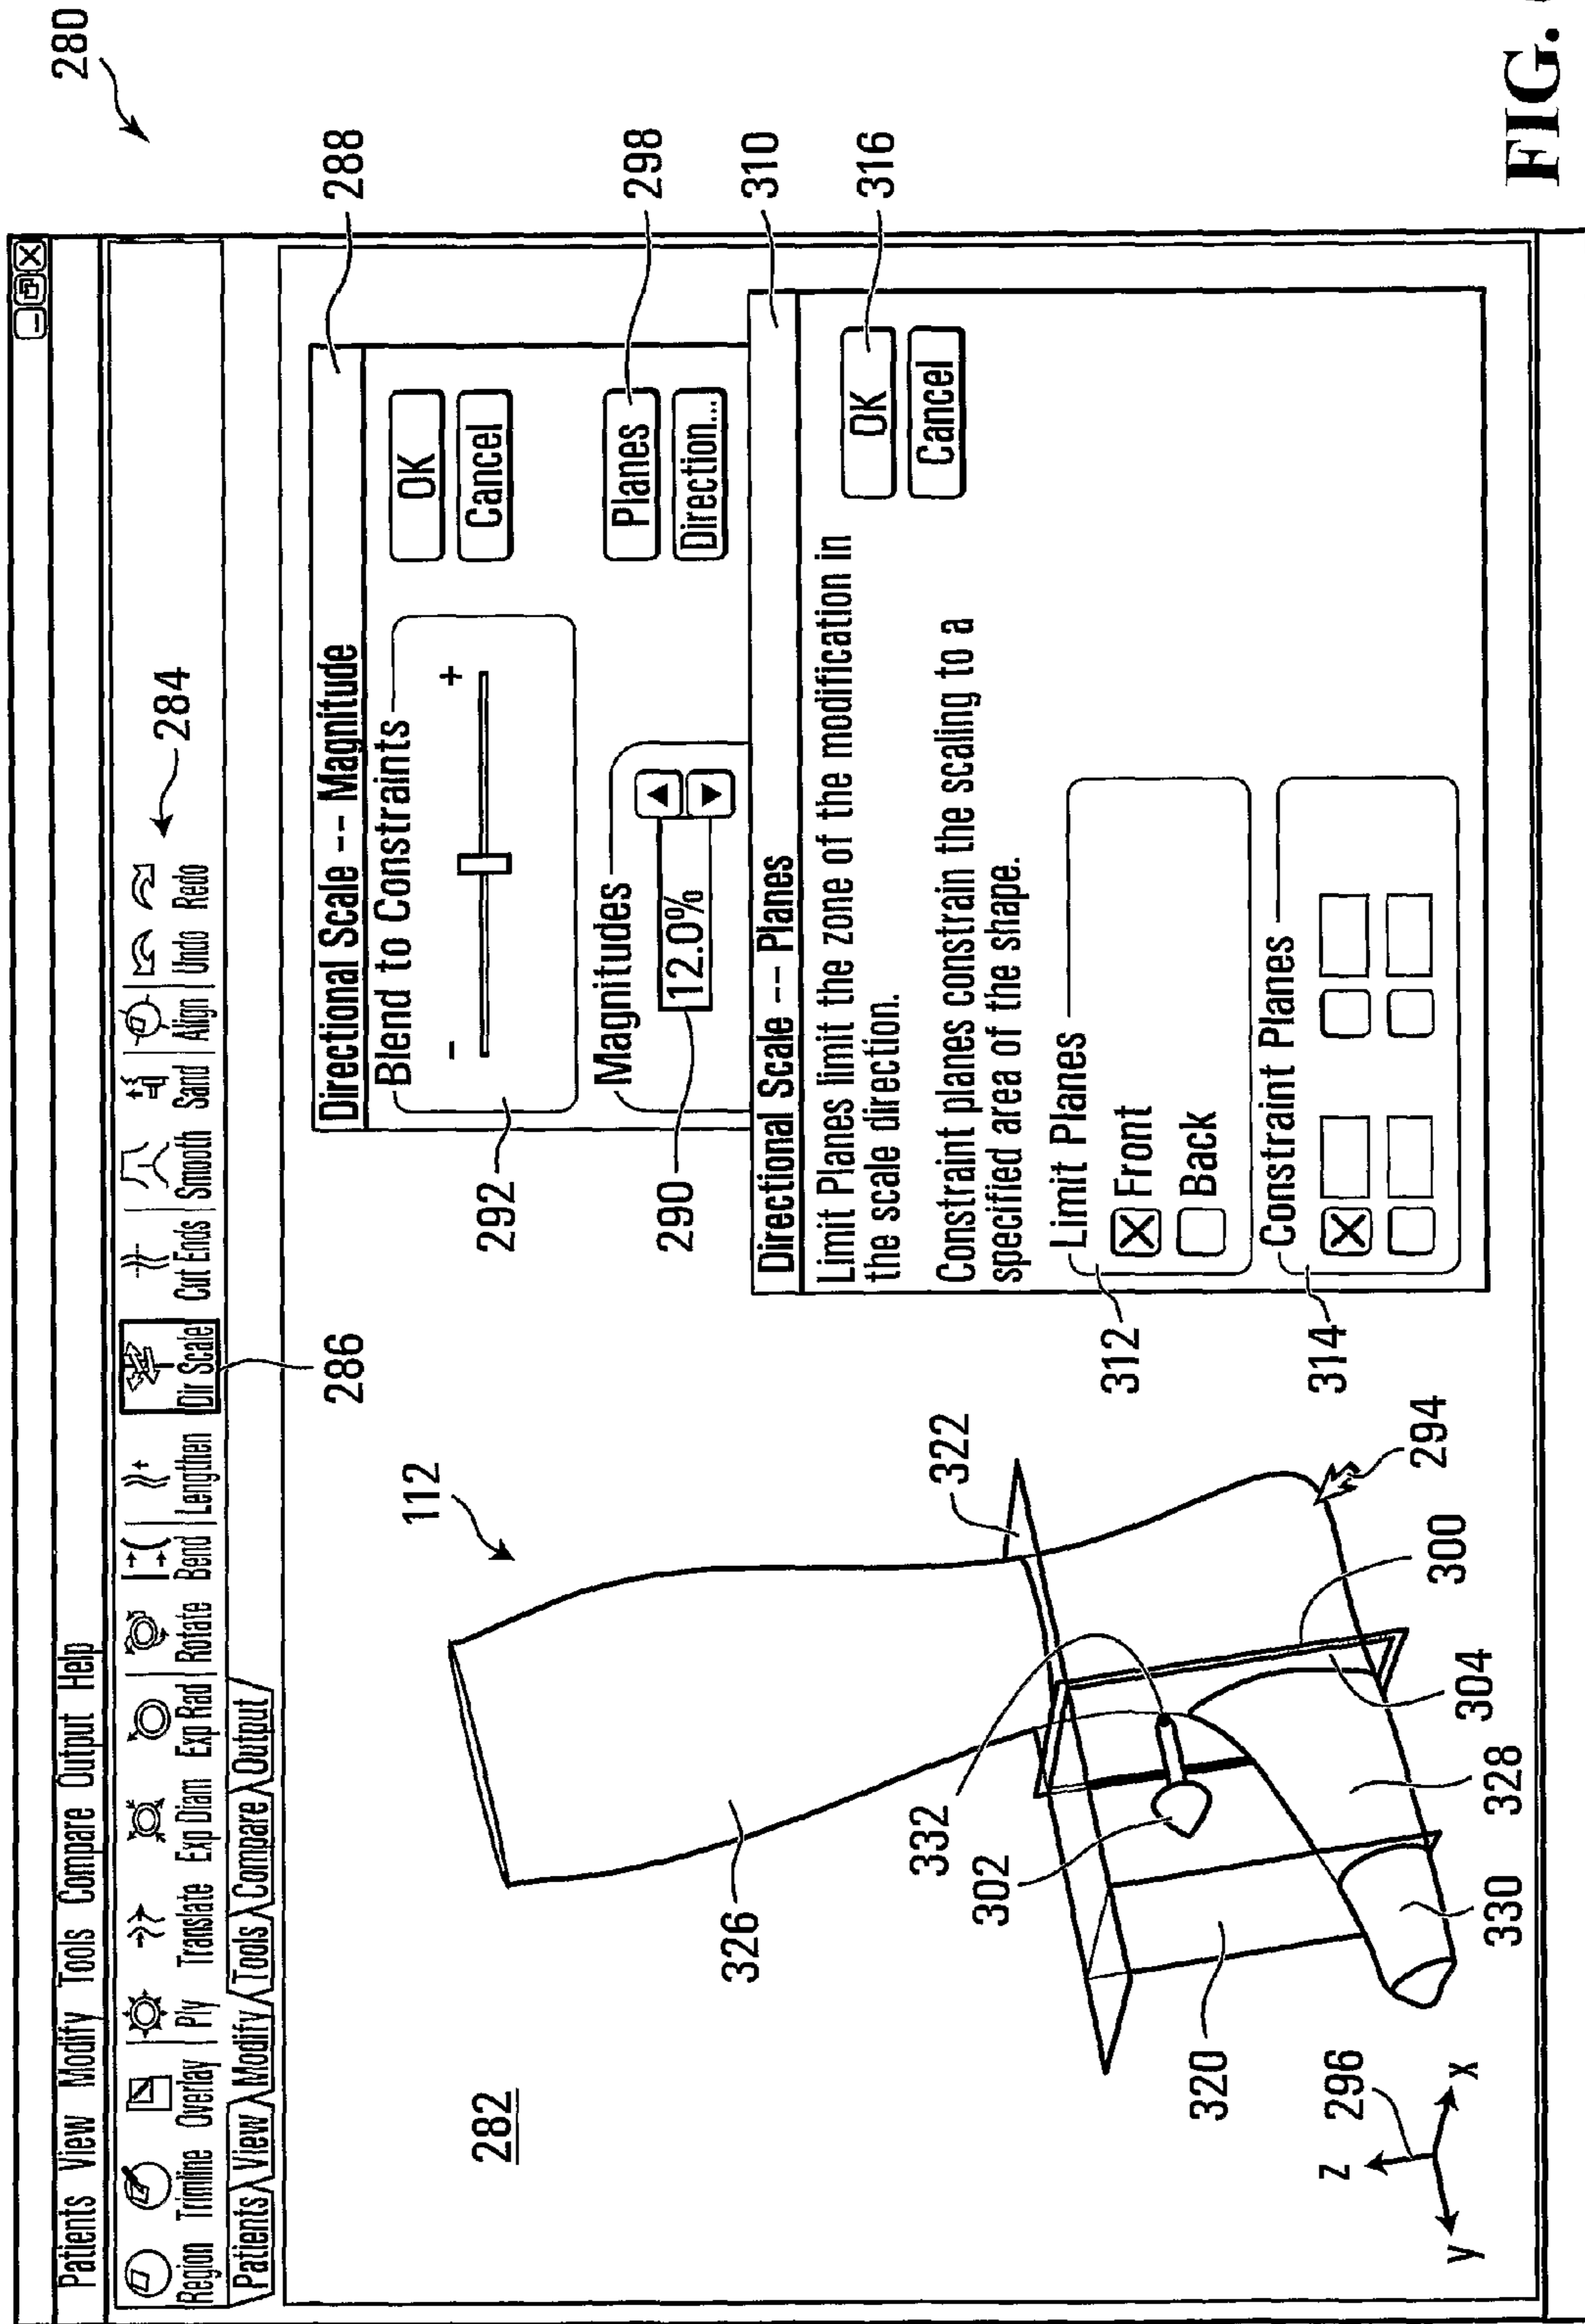 280
Patients View Modify Tools Compare Output Help
Region Trimline Overlay Ply Translate Exp Diam Exp Rad Rotate Bend Lengthen Dir Scale Cut Ends Smooth Sand Align Undo Redo
284
Patients View Modify Tools Compare Output
286
282
112
Directional Scale -- Magnitude
288
Blend to Constraints
- +
OK
Cancel
292
Magnitudes
12.0%
290
Planes
298
Direction...
Directional Scale -- Planes
310
Limit Planes limit the zone of the modification in
the scale direction.
OK
316
Cancel
Constraint planes constrain the scaling to a
specified area of the shape.
Limit Planes
Front
Back
312
Constraint Planes
314
326
322
332
302
320
294
300
304
328
330
296
z
y
x
FIG.